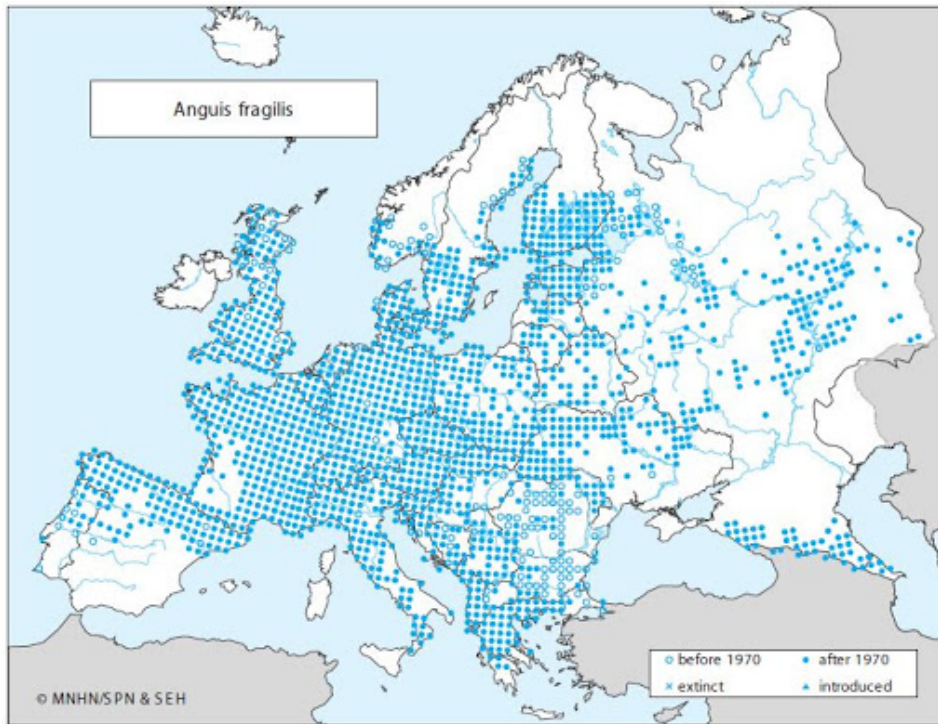 Anguis fragilis
before 1970
after 1970
extinct
introduced
© MNHN/SPN & SEH